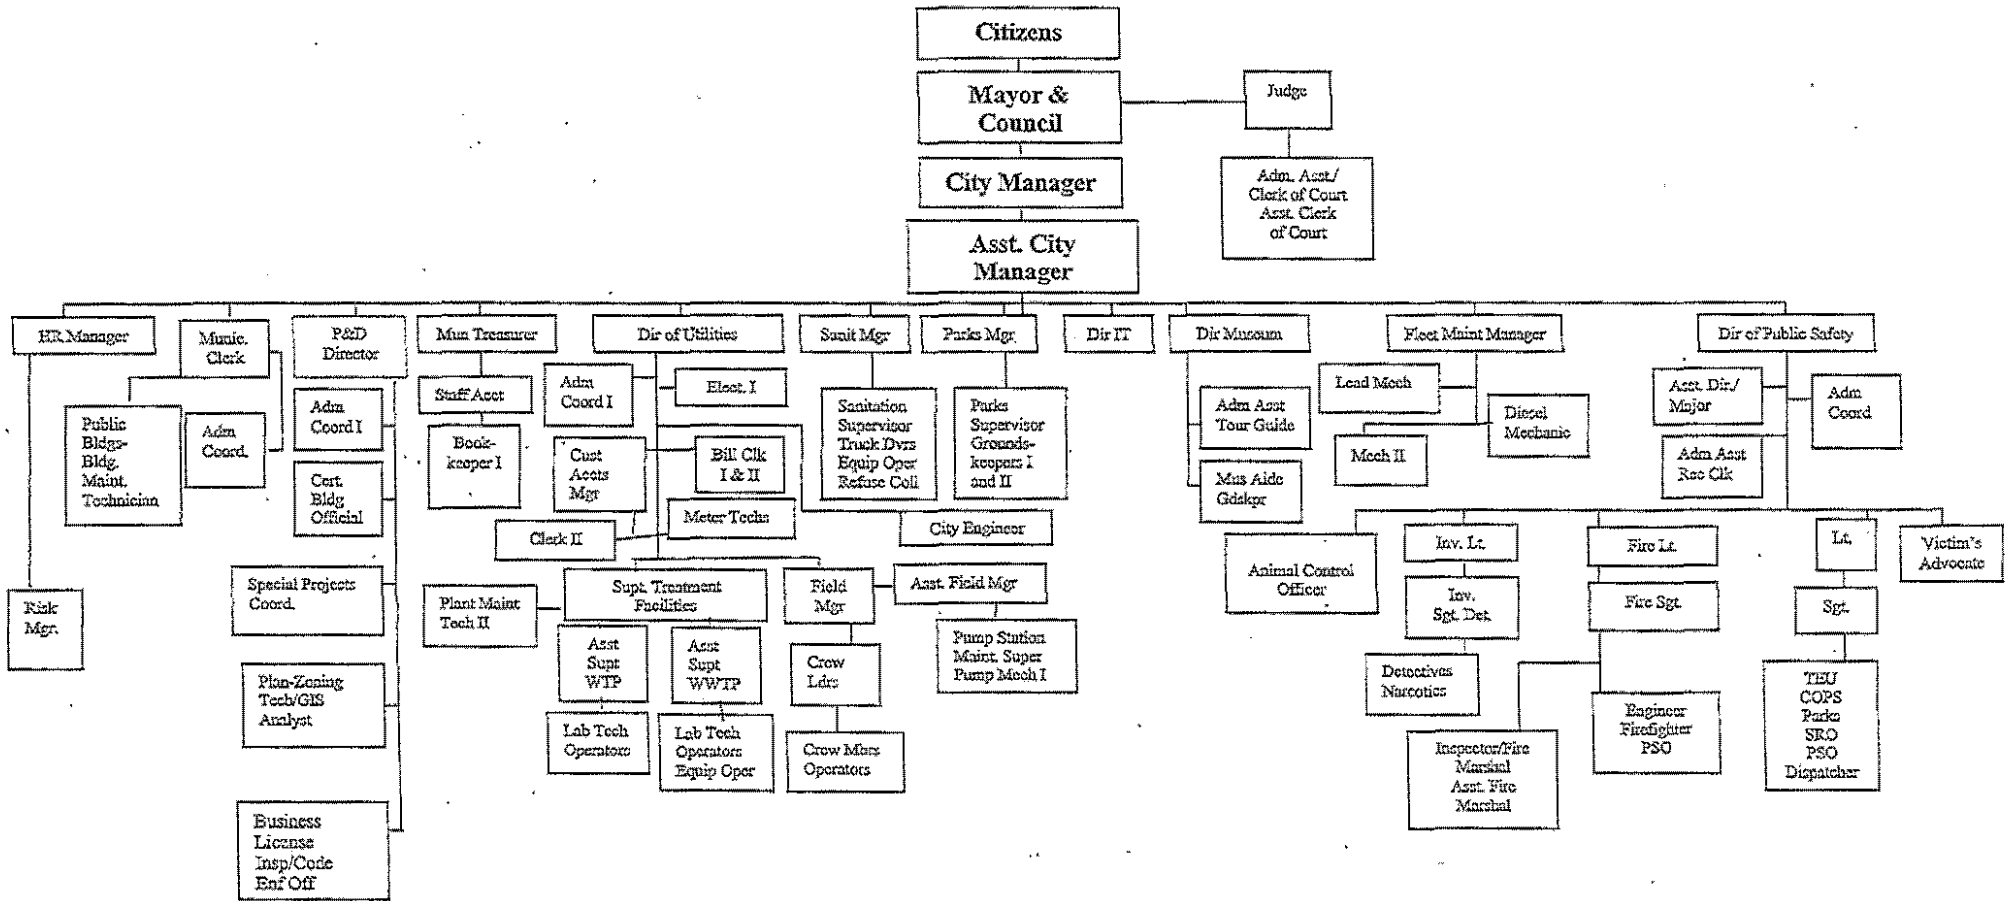 Citizens
Mayor &
Council
Judge
City Manager
Adm. Asst./
Clerk of Court
Asst. Clerk
of Court
Asst. City
Manager
HR Manager
Munic.
Clerk
P&D
Director
Mun Treasurer
Dir of Utilities
Sanit Mgr
Parks Mgr
Dir IT
Dir Museum
Fleet Maint Manager
Dir of Public Safety
Public
Bldgs-
Bldg.
Maint.
Technician
Adm
Coord.
Adm
Coord I
Staff Acct
Adm
Coord I
Elect. I
Sanitation
Supervisor
Truck Dvrs
Equip Oper
Refuse Coll
Parks
Supervisor
Grounds-
keepers I
and II
Adm Asst
Tour Guide
Lead Mech
Diesel
Mechanic
Asst. Dir./
Major
Adm
Coord
Book-
keeper I
Cust
Accts
Mgr
Bill Clk
I & II
Mech II
Adm Asst
Rec Clk
Cert.
Bldg
Official
Mus Aide
Gdskpr
Meter Techs
Clerk II
City Engineer
Animal Control
Officer
Inv. Lt.
Fire Lt.
Lt.
Victim's
Advocate
Risk
Mgr.
Special Projects
Coord.
Plant Maint
Tech II
Supt. Treatment
Facilities
Field
Mgr
Asst. Field Mgr
Inv.
Sgt. Det.
Fire Sgt.
Sgt.
Asst
Supt
WTP
Asst
Supt
WWTP
Crew
Ldrs
Pump Station
Maint. Super
Pump Mech I
Plan-Zoning
Tech/GIS
Analyst
Detectives
Narcotics
TEU
COPS
Parks
SRO
PSO
Dispatcher
Lab Tech
Operators
Lab Tech
Operators
Equip Oper
Crew Mbrs
Operators
Inspector/Fire
Marshal
Asst. Fire
Marshal
Engineer
Firefighter
PSO
Business
License
Insp/Code
Enf Off